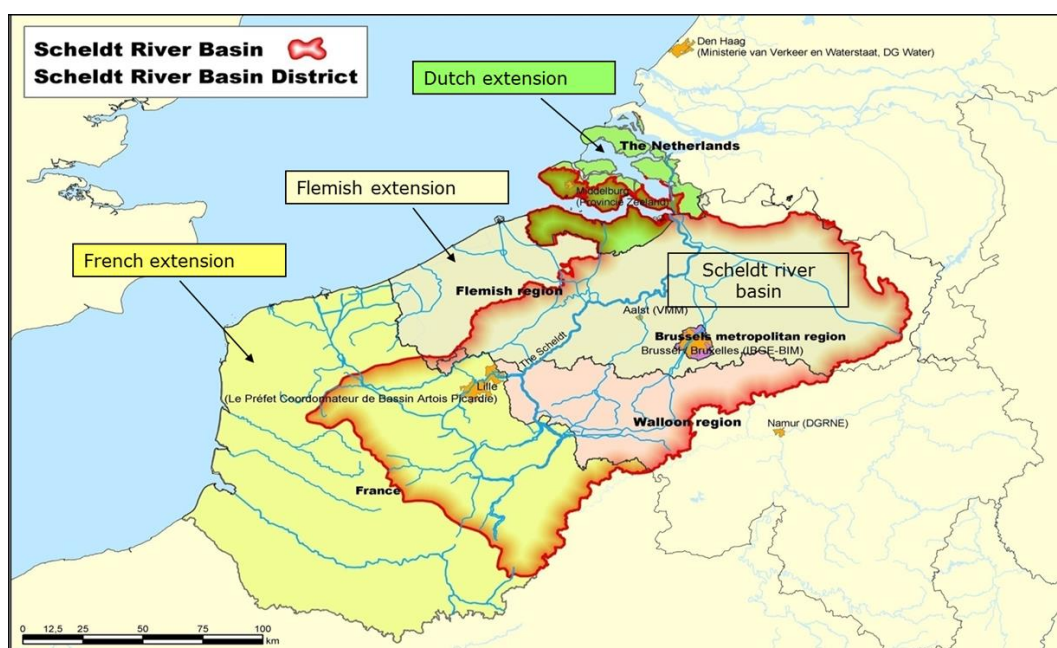 Scheldt River Basin
Scheldt River Basin District
Den Haag
(Ministerie van Verkeer en Waterstaat, DG Water)
Dutch extension
The Netherlands
Flemish extension
Middelburg
(Provincie Zeeland)
French extension
Scheldt river
basin
Flemish region
Aalst (VMM)
Brussels metropolitan region
Brussel, Bruxelles (IBGE-BIM)
The Scheldt
Lille
(Le Préfet Coordonnateur de Bassin Artois Picardie)
Walloon region
Namur (DGRNE)
France
0 12,5 25 50 75 100
km